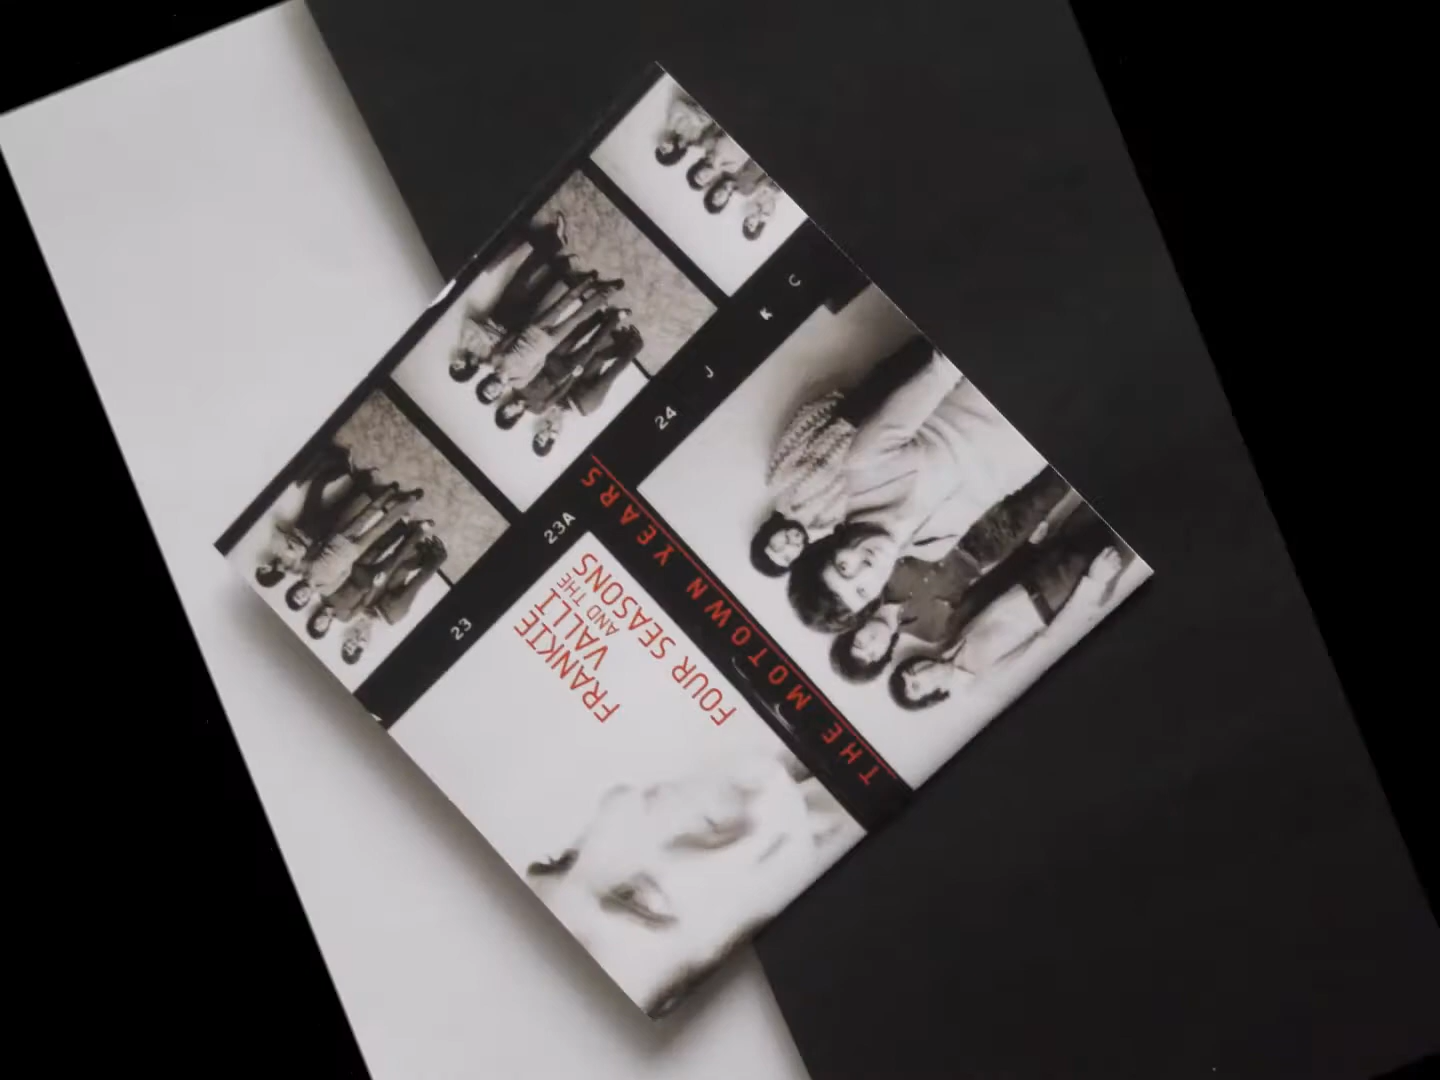 FRANKIE
VALLI
AND THE
FOUR SEASONS
THE MOTOWN YEARS
23
23A
24
J
K
C